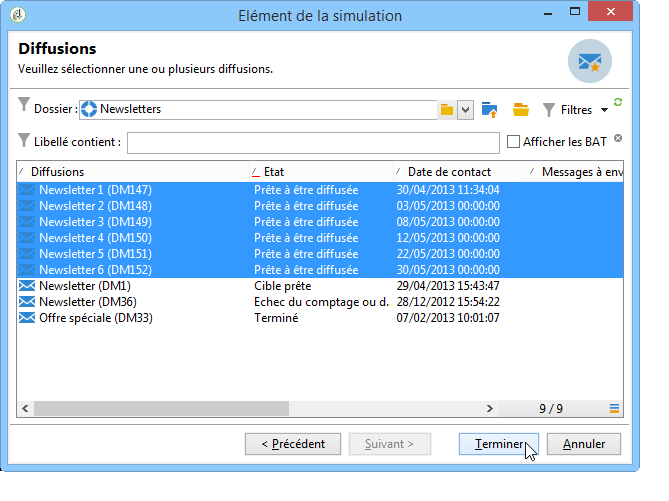 Elément de la simulation
Diffusions
Veuillez sélectionner une ou plusieurs diffusions.
Dossier : Newsletters Filtres
Libellé contient : Afficher les BAT
Diffusions Etat Date de contact Messages à env
Newsletter 1 (DM147) Prête à être diffusée 30/04/2013 11:34:04
Newsletter 2 (DM148) Prête à être diffusée 03/05/2013 00:00:00
Newsletter 3 (DM149) Prête à être diffusée 08/05/2013 00:00:00
Newsletter 4 (DM150) Prête à être diffusée 12/05/2013 00:00:00
Newsletter 5 (DM151) Prête à être diffusée 22/05/2013 00:00:00
Newsletter 6 (DM152) Prête à être diffusée 30/05/2013 00:00:00
Newsletter (DM1) Cible prête 29/04/2013 15:43:47
Newsletter (DM36) Echec du comptage ou d. 28/12/2012 15:54:22
Offre spéciale (DM33) Terminé 07/02/2013 10:01:07
9 / 9
< Précédent Suivant > Terminer Annuler